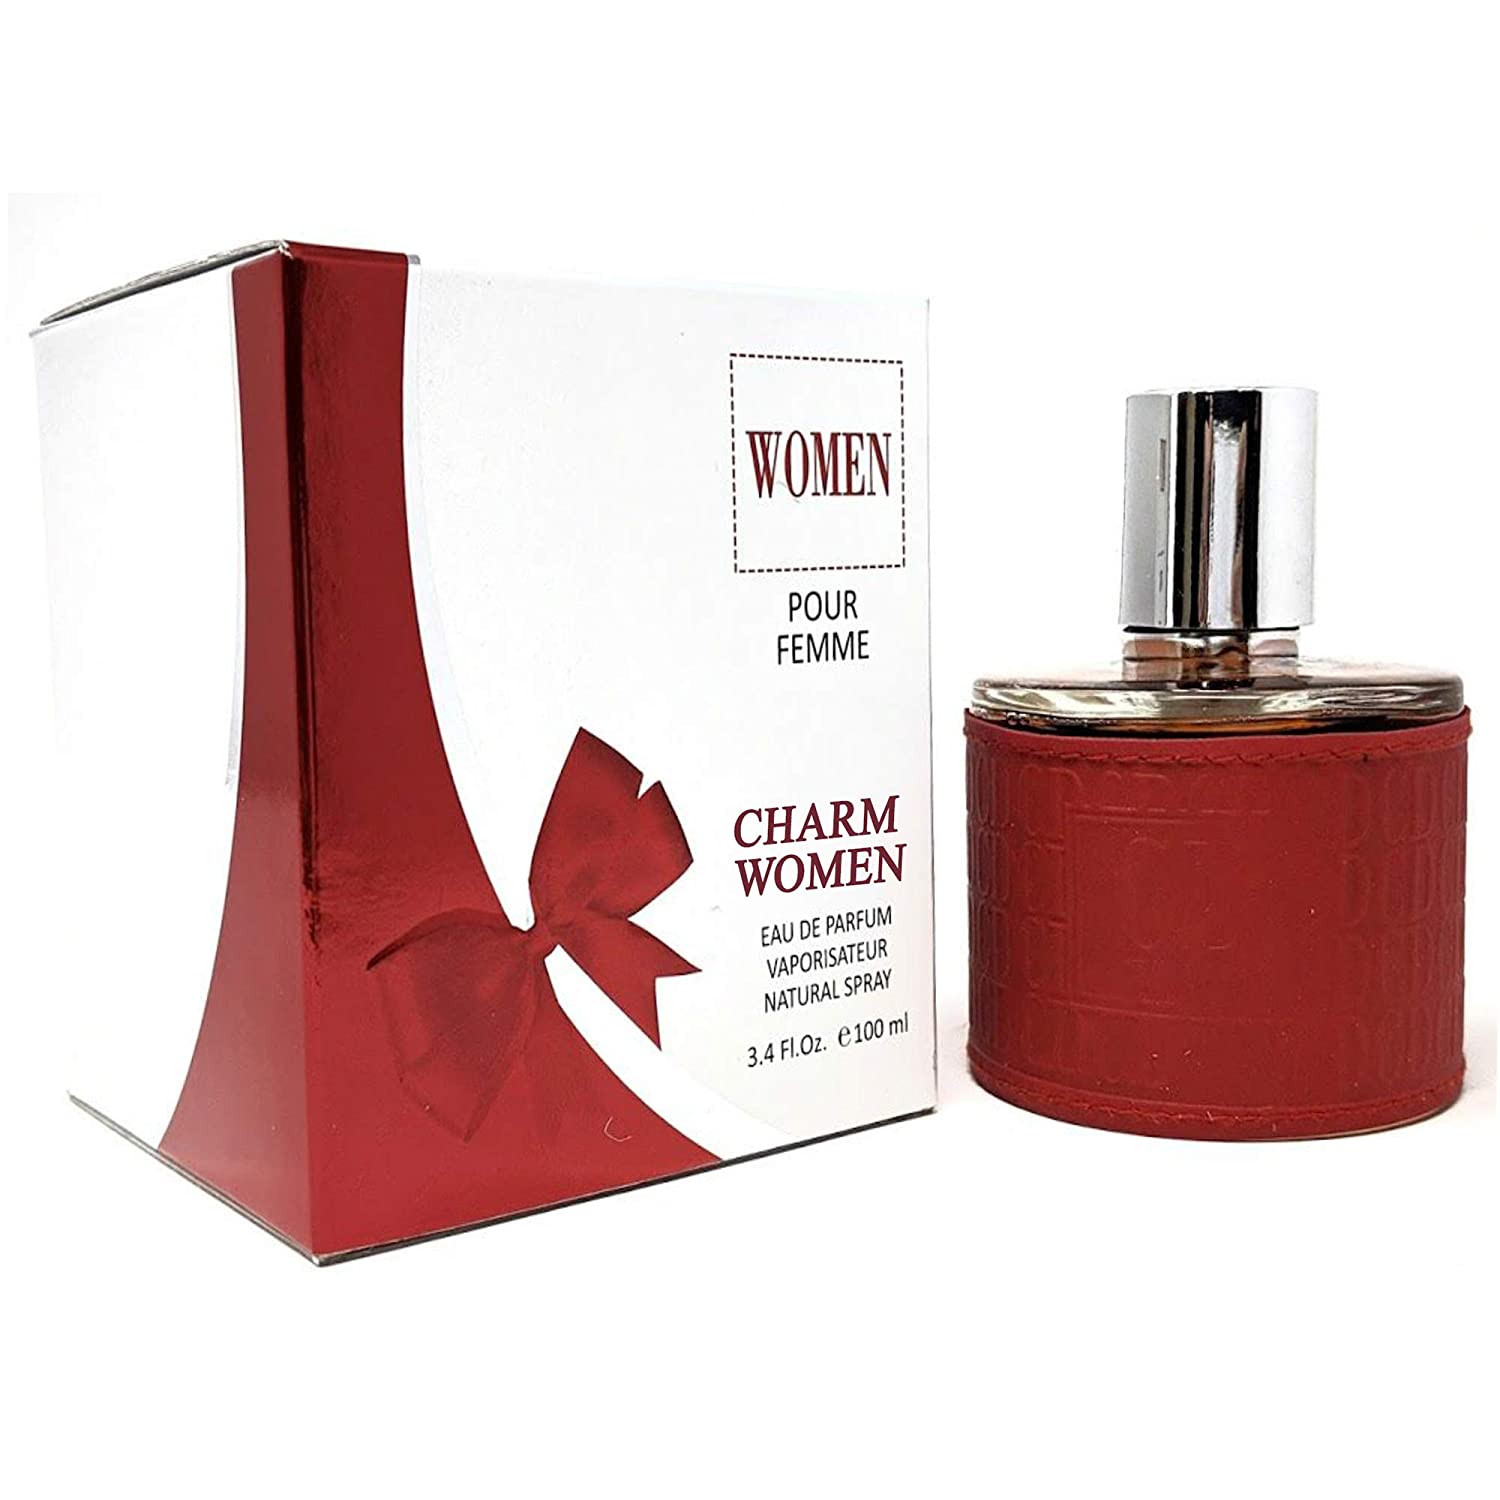 WOMEN
POUR
FEMME
CHARM
WOMEN
EAU DE PARFUM
VAPORISATEUR
NATURAL SPRAY
3.4 Fl.Oz. ℮100 ml